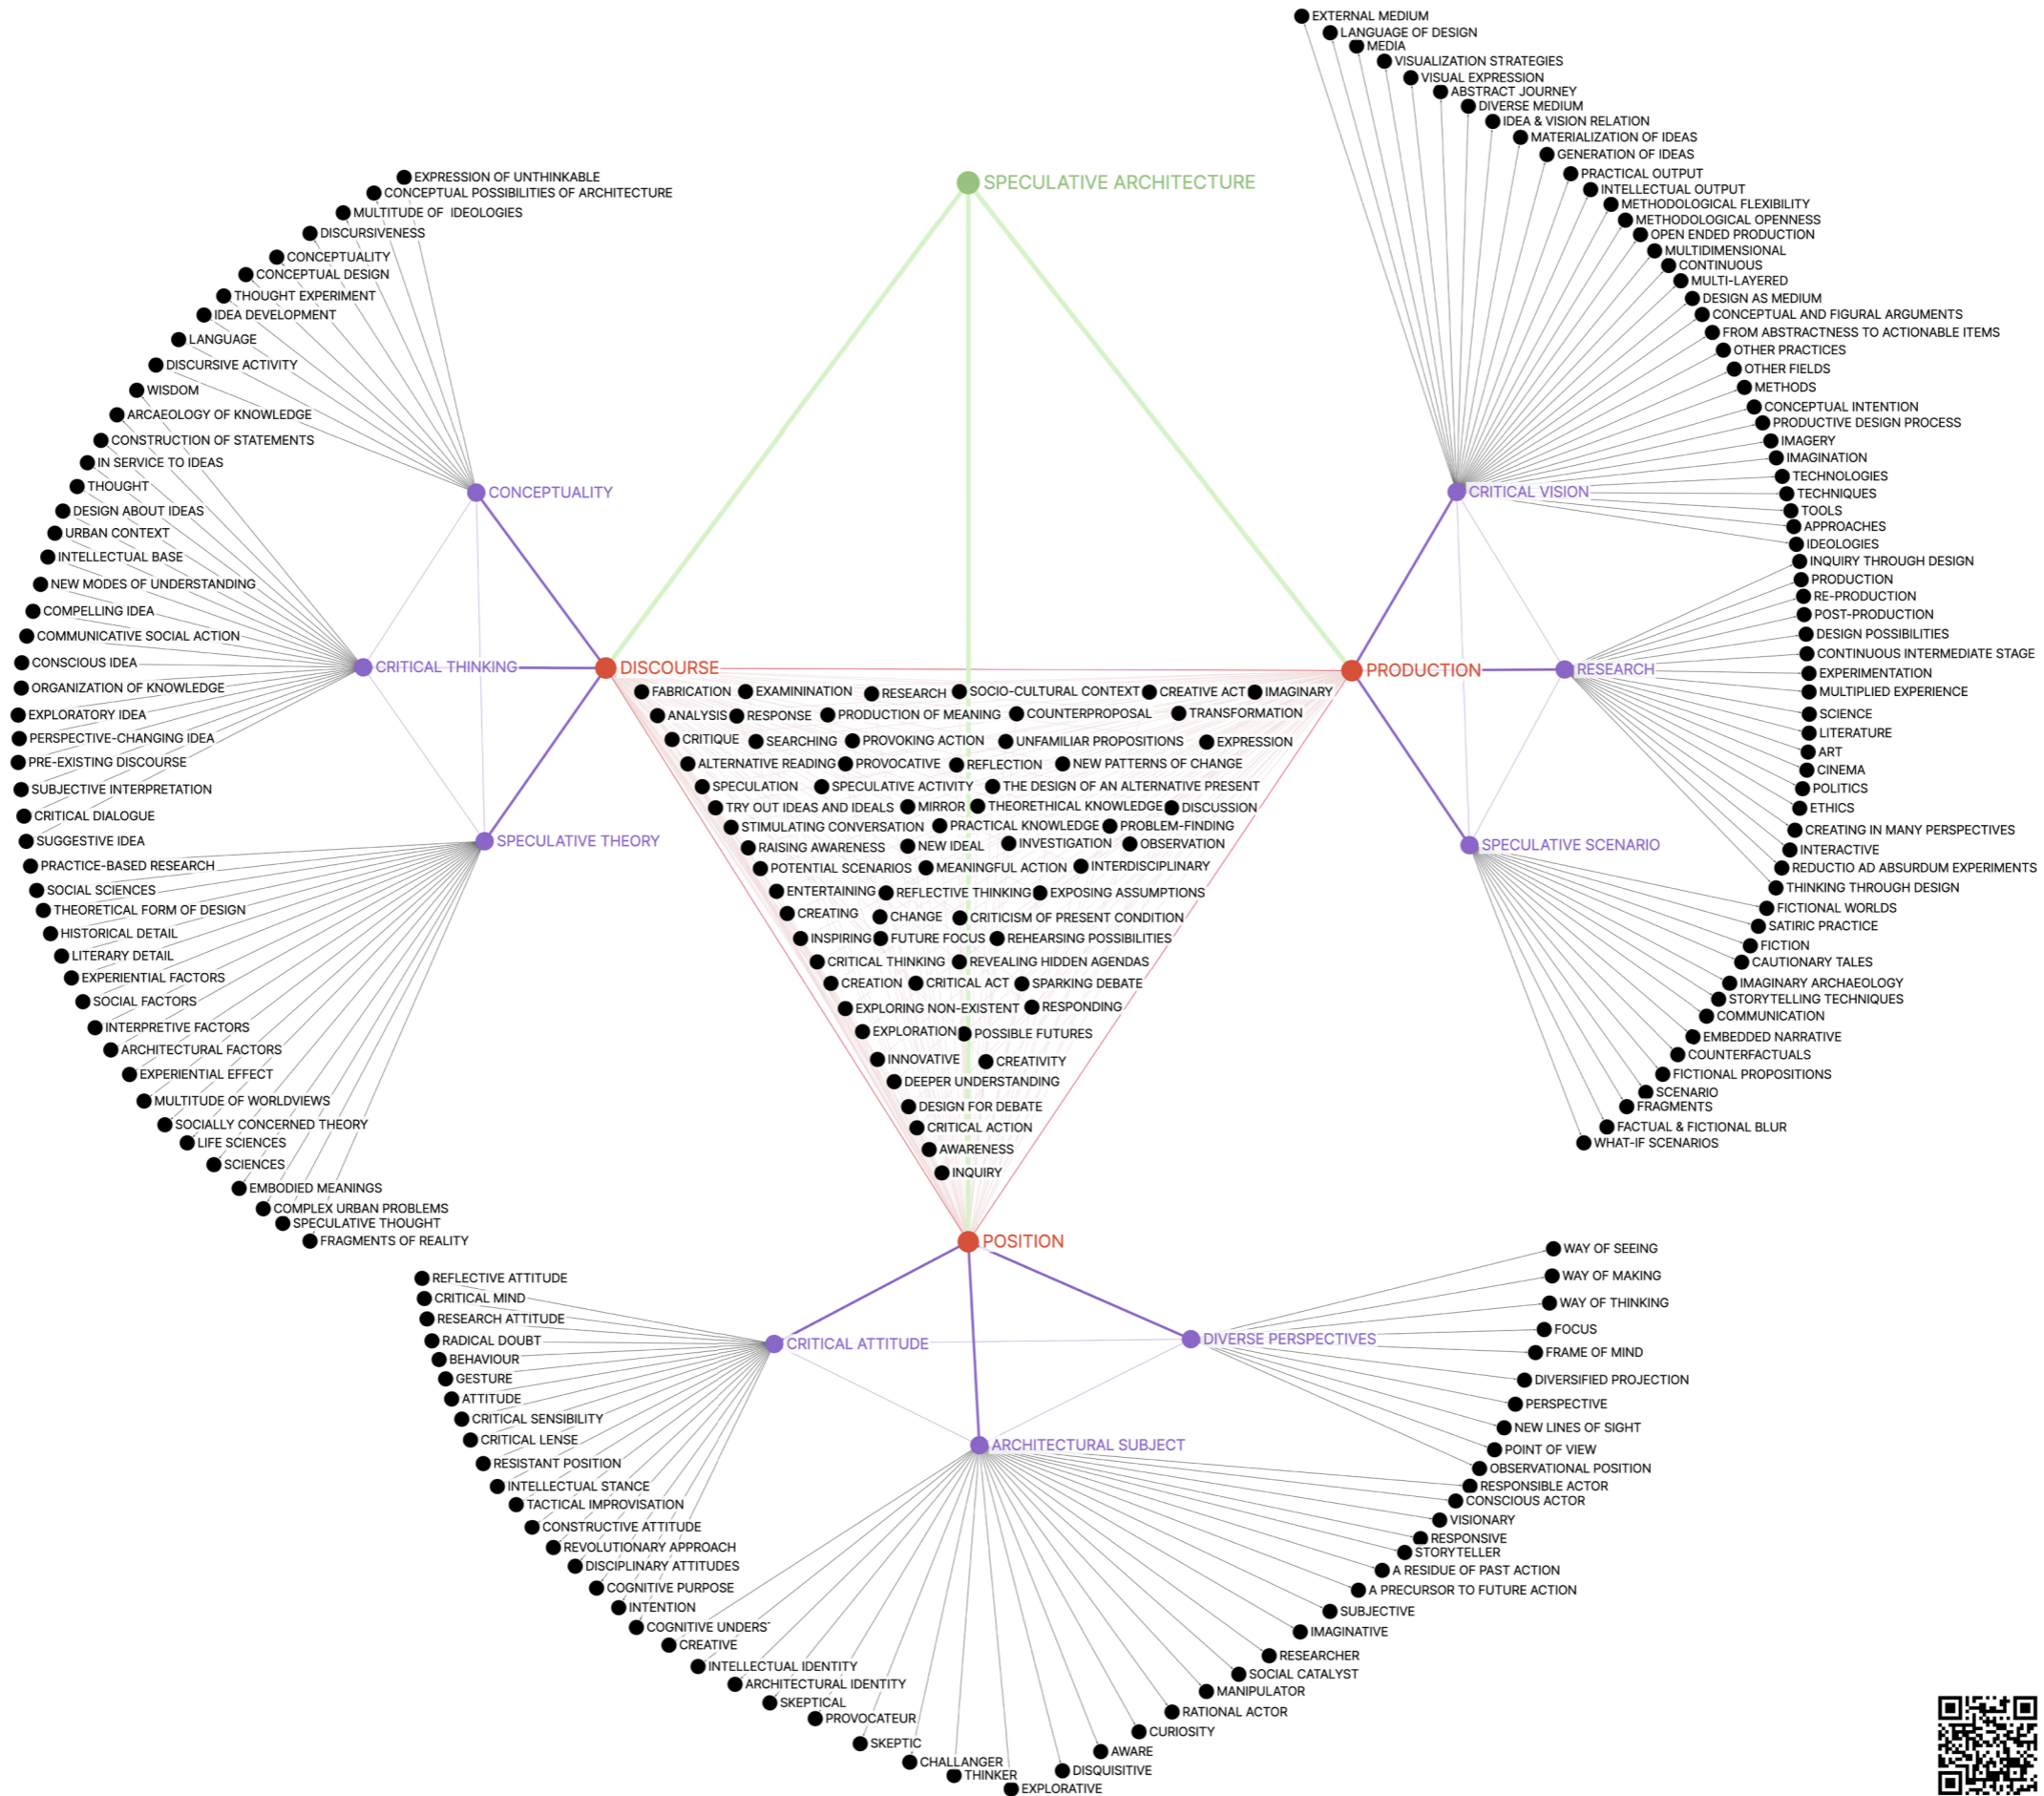 SPECULATIVE ARCHITECTURE
EXPRESSION OF UNTHINKABLE
CONCEPTUAL POSSIBILITIES OF ARCHITECTURE
MULTITUDE OF IDEOLOGIES
DISCURSIVENESS
CONCEPTUALITY
CONCEPTUAL DESIGN
THOUGHT EXPERIMENT
IDEA DEVELOPMENT
LANGUAGE
DISCURSIVE ACTIVITY
WISDOM
ARCAEOLOGY OF KNOWLEDGE
CONSTRUCTION OF STATEMENTS
IN SERVICE TO IDEAS
THOUGHT
DESIGN ABOUT IDEAS
URBAN CONTEXT
INTELLECTUAL BASE
NEW MODES OF UNDERSTANDING
COMPELLING IDEA
COMMUNICATIVE SOCIAL ACTION
CONSCIOUS IDEA
ORGANIZATION OF KNOWLEDGE
EXPLORATORY IDEA
PERSPECTIVE-CHANGING IDEA
PRE-EXISTING DISCOURSE
SUBJECTIVE INTERPRETATION
CRITICAL DIALOGUE
SUGGESTIVE IDEA
PRACTICE-BASED RESEARCH
SOCIAL SCIENCES
THEORETICAL FORM OF DESIGN
HISTORICAL DETAIL
LITERARY DETAIL
EXPERIENTIAL FACTORS
SOCIAL FACTORS
INTERPRETIVE FACTORS
ARCHITECTURAL FACTORS
EXPERIENTIAL EFFECT
MULTITUDE OF WORLDVIEWS
SOCIALLY CONCERNED THEORY
LIFE SCIENCES
SCIENCES
EMBODIED MEANINGS
COMPLEX URBAN PROBLEMS
SPECULATIVE THOUGHT
FRAGMENTS OF REALITY
CONCEPTUALITY
CRITICAL THINKING
SPECULATIVE THEORY
DISCOURSE
PRODUCTION
FABRICATION EXAMININATION RESEARCH SOCIO-CULTURAL CONTEXT CREATIVE ACT IMAGINARY
ANALYSIS RESPONSE PRODUCTION OF MEANING COUNTERPROPOSAL TRANSFORMATION
CRITIQUE SEARCHING PROVOKING ACTION UNFAMILIAR PROPOSITIONS EXPRESSION
ALTERNATIVE READING PROVOCATIVE REFLECTION NEW PATTERNS OF CHANGE
SPECULATION SPECULATIVE ACTIVITY THE DESIGN OF AN ALTERNATIVE PRESENT
TRY OUT IDEAS AND IDEALS MIRROR THEORETHICAL KNOWLEDGE DISCUSSION
STIMULATING CONVERSATION PRACTICAL KNOWLEDGE PROBLEM-FINDING
RAISING AWARENESS NEW IDEAL INVESTIGATION OBSERVATION
POTENTIAL SCENARIOS MEANINGFUL ACTION INTERDISCIPLINARY
ENTERTAINING REFLECTIVE THINKING EXPOSING ASSUMPTIONS
CREATING CHANGE CRITICISM OF PRESENT CONDITION
INSPIRING FUTURE FOCUS REHEARSING POSSIBILITIES
CRITICAL THINKING REVEALING HIDDEN AGENDAS
CREATION CRITICAL ACT SPARKING DEBATE
EXPLORING NON-EXISTENT RESPONDING
EXPLORATION POSSIBLE FUTURES
INNOVATIVE CREATIVITY
DEEPER UNDERSTANDING
DESIGN FOR DEBATE
CRITICAL ACTION
AWARENESS
INQUIRY
POSITION
EXTERNAL MEDIUM
LANGUAGE OF DESIGN
MEDIA
VISUALIZATION STRATEGIES
VISUAL EXPRESSION
ABSTRACT JOURNEY
DIVERSE MEDIUM
IDEA & VISION RELATION
MATERIALIZATION OF IDEAS
GENERATION OF IDEAS
PRACTICAL OUTPUT
INTELLECTUAL OUTPUT
METHODOLOGICAL FLEXIBILITY
METHODOLOGICAL OPENNESS
OPEN ENDED PRODUCTION
MULTIDIMENSIONAL
CONTINUOUS
MULTI-LAYERED
DESIGN AS MEDIUM
CONCEPTUAL AND FIGURAL ARGUMENTS
FROM ABSTRACTNESS TO ACTIONABLE ITEMS
OTHER PRACTICES
OTHER FIELDS
METHODS
CONCEPTUAL INTENTION
PRODUCTIVE DESIGN PROCESS
IMAGERY
IMAGINATION
TECHNOLOGIES
TECHNIQUES
TOOLS
APPROACHES
IDEOLOGIES
INQUIRY THROUGH DESIGN
PRODUCTION
RE-PRODUCTION
POST-PRODUCTION
DESIGN POSSIBILITIES
CONTINUOUS INTERMEDIATE STAGE
EXPERIMENTATION
MULTIPLIED EXPERIENCE
SCIENCE
LITERATURE
ART
CINEMA
POLITICS
ETHICS
CREATING IN MANY PERSPECTIVES
INTERACTIVE
REDUCTIO AD ABSURDUM EXPERIMENTS
THINKING THROUGH DESIGN
FICTIONAL WORLDS
SATIRIC PRACTICE
FICTION
CAUTIONARY TALES
IMAGINARY ARCHAEOLOGY
STORYTELLING TECHNIQUES
COMMUNICATION
EMBEDDED NARRATIVE
COUNTERFACTUALS
FICTIONAL PROPOSITIONS
SCENARIO
FRAGMENTS
FACTUAL & FICTIONAL BLUR
WHAT-IF SCENARIOS
CRITICAL VISION
RESEARCH
SPECULATIVE SCENARIO
REFLECTIVE ATTITUDE
CRITICAL MIND
RESEARCH ATTITUDE
RADICAL DOUBT
BEHAVIOUR
GESTURE
ATTITUDE
CRITICAL SENSIBILITY
CRITICAL LENSE
RESISTANT POSITION
INTELLECTUAL STANCE
TACTICAL IMPROVISATION
CONSTRUCTIVE ATTITUDE
REVOLUTIONARY APPROACH
DISCIPLINARY ATTITUDES
COGNITIVE PURPOSE
INTENTION
COGNITIVE UNDERS
CREATIVE
INTELLECTUAL IDENTITY
ARCHITECTURAL IDENTITY
SKEPTICAL
PROVOCATEUR
SKEPTIC
CHALLANGER
THINKER
EXPLORATIVE
CRITICAL ATTITUDE
DIVERSE PERSPECTIVES
ARCHITECTURAL SUBJECT
WAY OF SEEING
WAY OF MAKING
WAY OF THINKING
FOCUS
FRAME OF MIND
DIVERSIFIED PROJECTION
PERSPECTIVE
NEW LINES OF SIGHT
POINT OF VIEW
OBSERVATIONAL POSITION
RESPONSIBLE ACTOR
CONSCIOUS ACTOR
VISIONARY
RESPONSIVE
STORYTELLER
A RESIDUE OF PAST ACTION
A PRECURSOR TO FUTURE ACTION
SUBJECTIVE
IMAGINATIVE
RESEARCHER
SOCIAL CATALYST
MANIPULATOR
RATIONAL ACTOR
CURIOSITY
AWARE
DISQUISITIVE